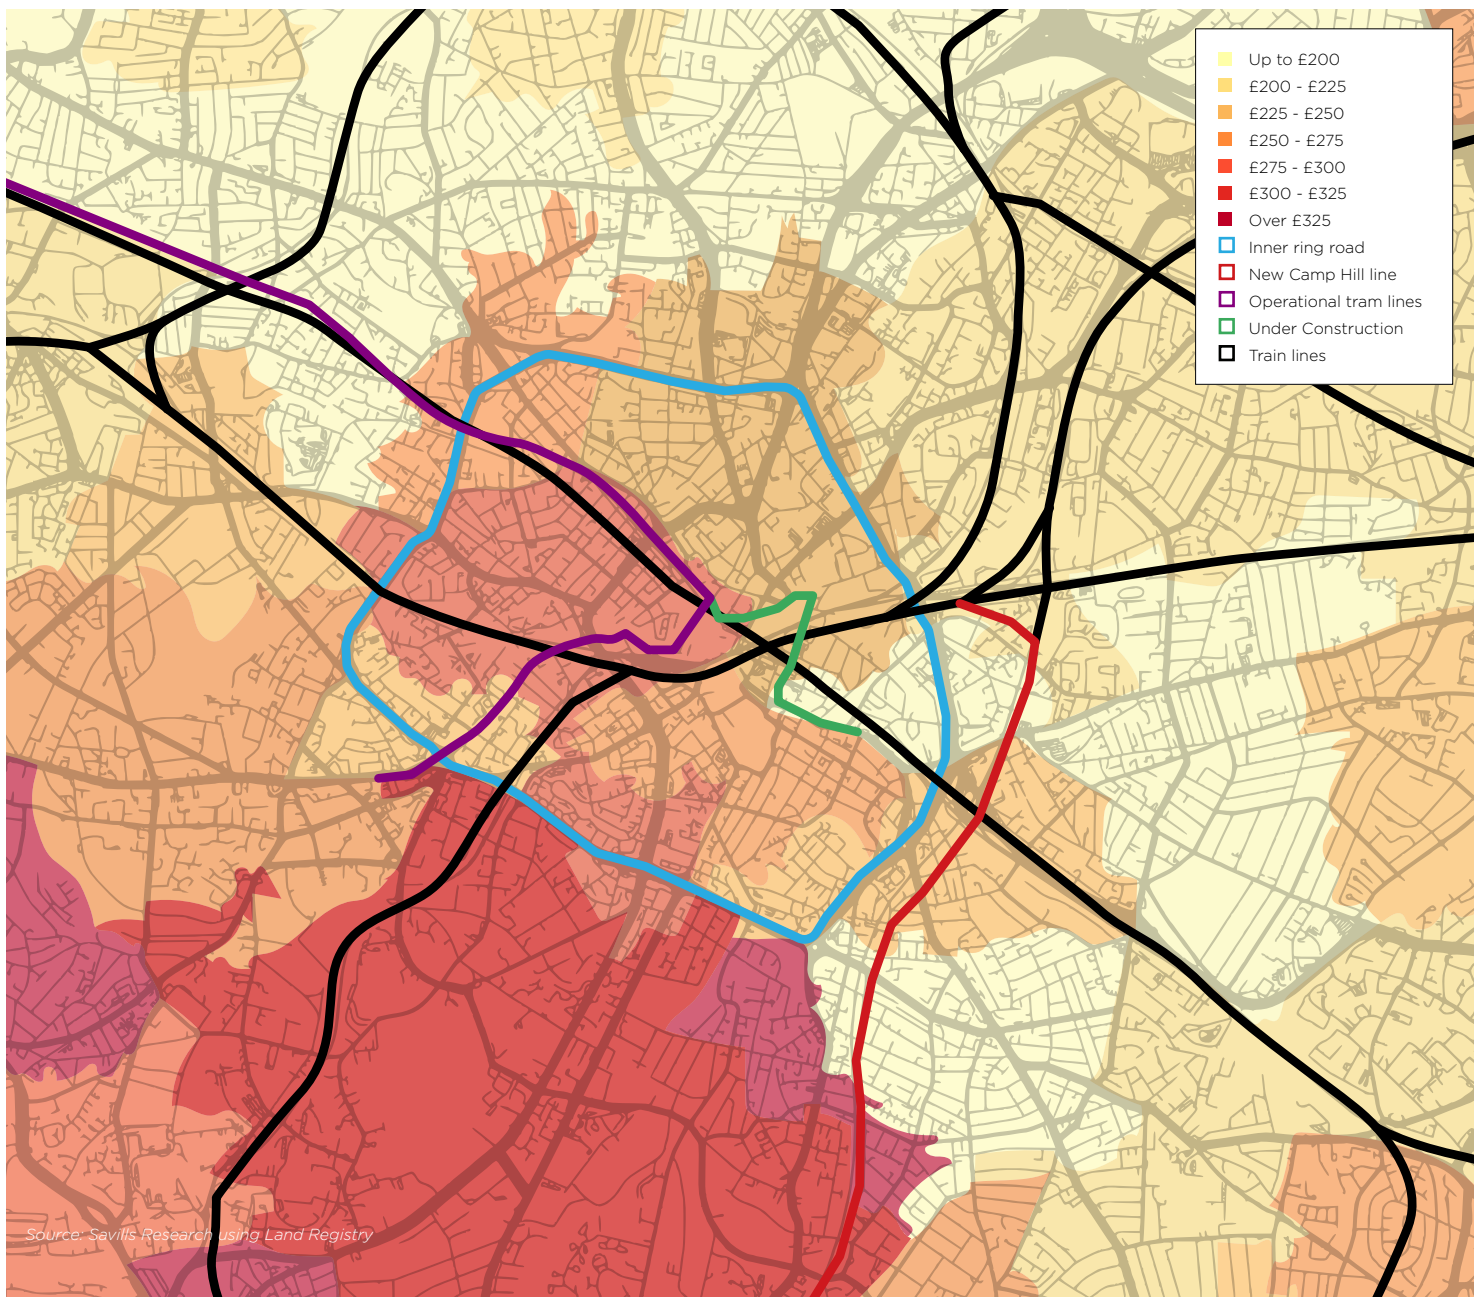 Up to £200
£200 - £225
£225 - £250
£250 - £275
£275 - £300
£300 - £325
Over £325
Inner ring road
New Camp Hill line
Operational tram lines
Under Construction
Train lines
Source: Savills Research using Land Registry